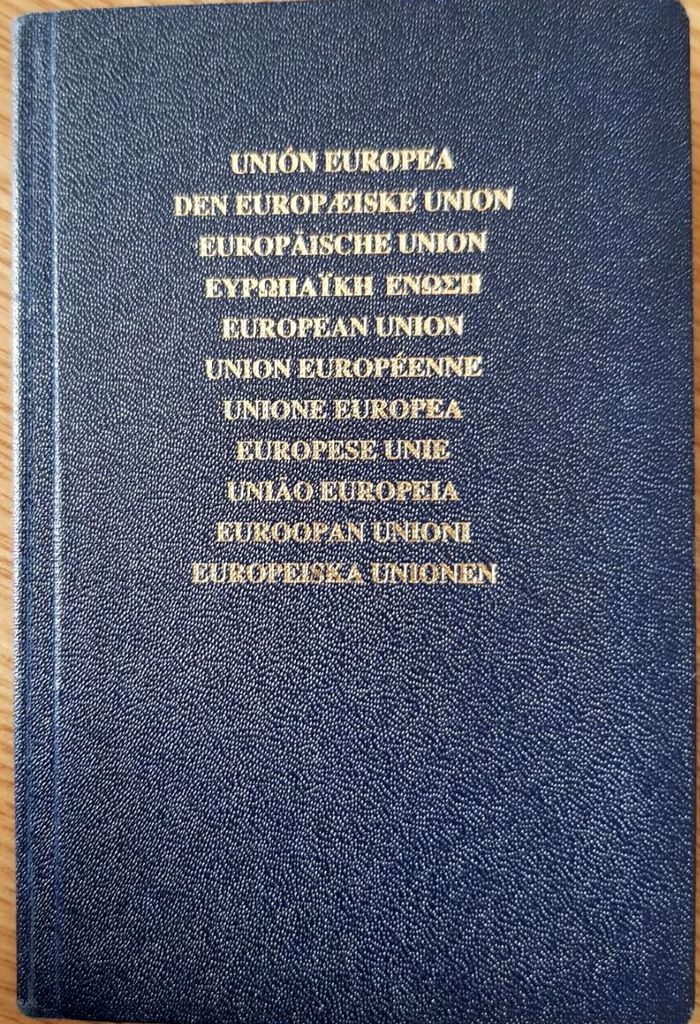 UNIÓN EUROPEA
DEN EUROPÆISKE UNION
EUROPÄISCHE UNION
ΕΥΡΩΠΑΪΚΗ ΕΝΩΣΗ
EUROPEAN UNION
UNION EUROPÉENNE
UNIONE EUROPEA
EUROPESE UNIE
UNIÃO EUROPEIA
EUROOPAN UNIONI
EUROPEISKA UNIONEN